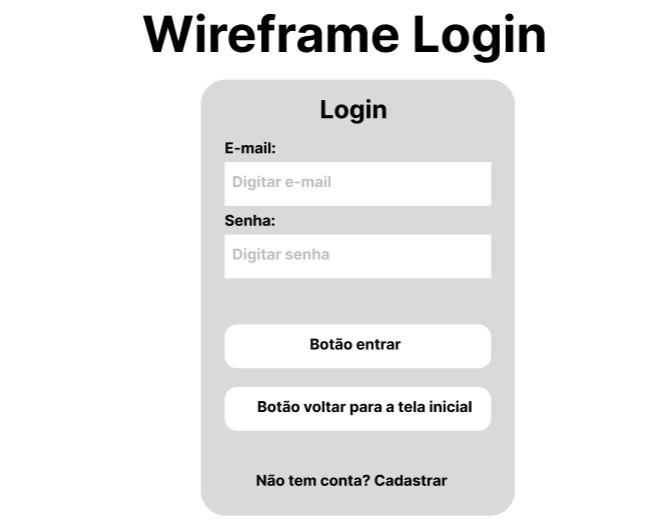 Wireframe Login
Login
E-mail:
Digitar e-mail
Senha:
Digitar senha
Botão entrar
Botão voltar para a tela inicial
Não tem conta? Cadastrar